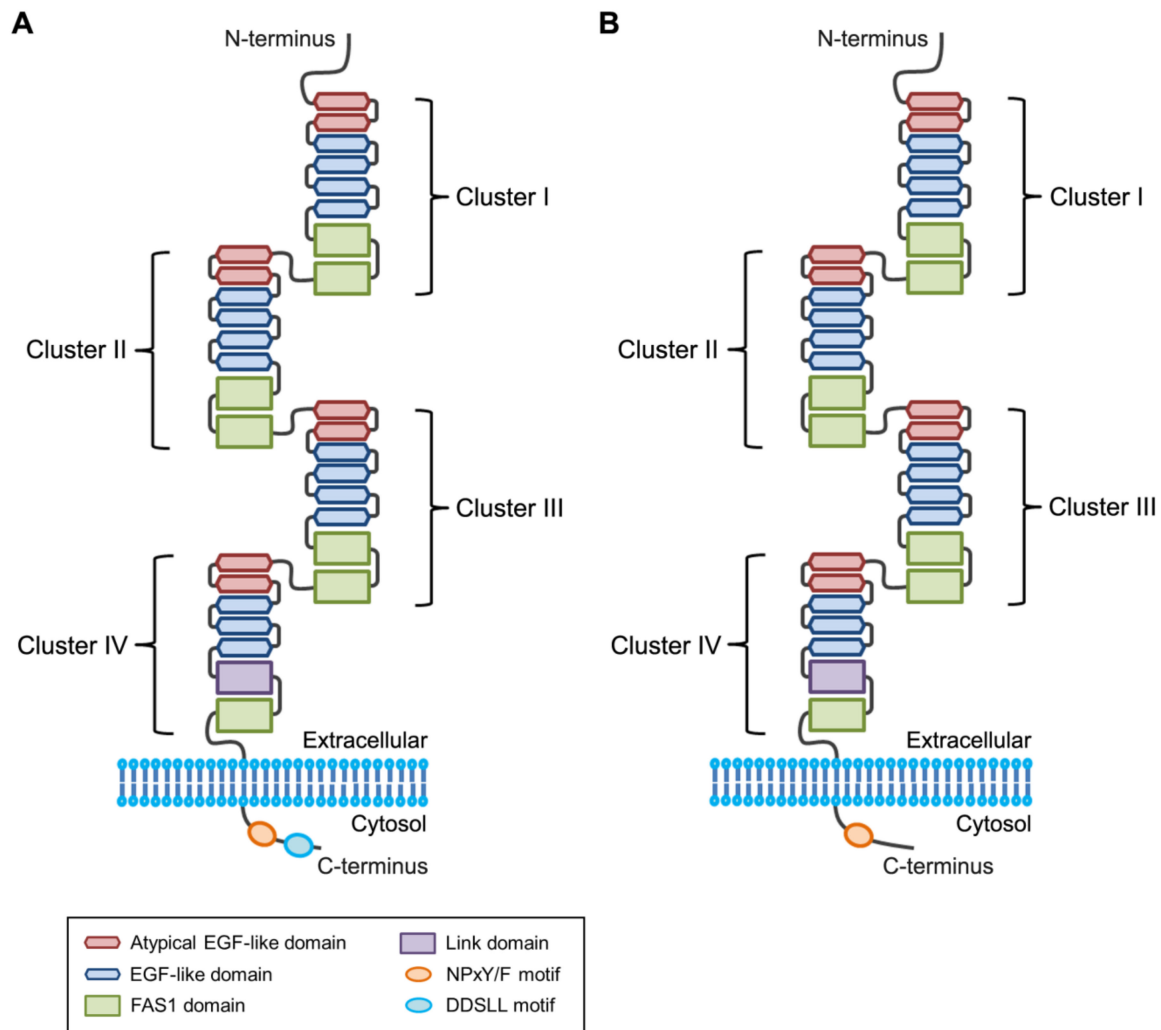 A
N-terminus
Cluster I
Cluster II
Cluster III
Cluster IV
Extracellular
Cytosol
C-terminus
B
N-terminus
Cluster I
Cluster II
Cluster III
Cluster IV
Extracellular
Cytosol
C-terminus
Atypical EGF-like domain
EGF-like domain
FAS1 domain
Link domain
NPxY/F motif
DDSLL motif